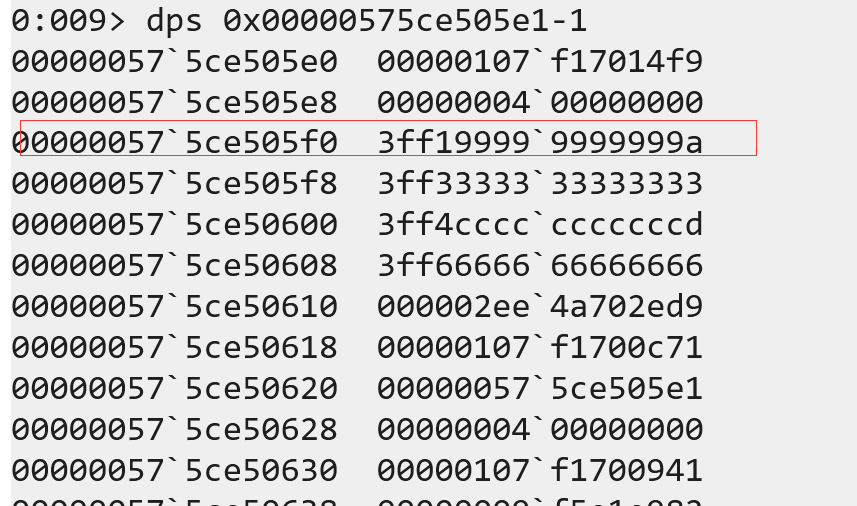 0:009> dps 0x00000575ce505e1-1
00000057`5ce505e0  00000107`f17014f9
00000057`5ce505e8  00000004`00000000
00000057`5ce505f0  3ff19999`9999999a
00000057`5ce505f8  3ff33333`33333333
00000057`5ce50600  3ff4cccc`cccccccd
00000057`5ce50608  3ff66666`66666666
00000057`5ce50610  000002ee`4a702ed9
00000057`5ce50618  00000107`f1700c71
00000057`5ce50620  00000057`5ce505e1
00000057`5ce50628  00000004`00000000
00000057`5ce50630  00000107`f1700941